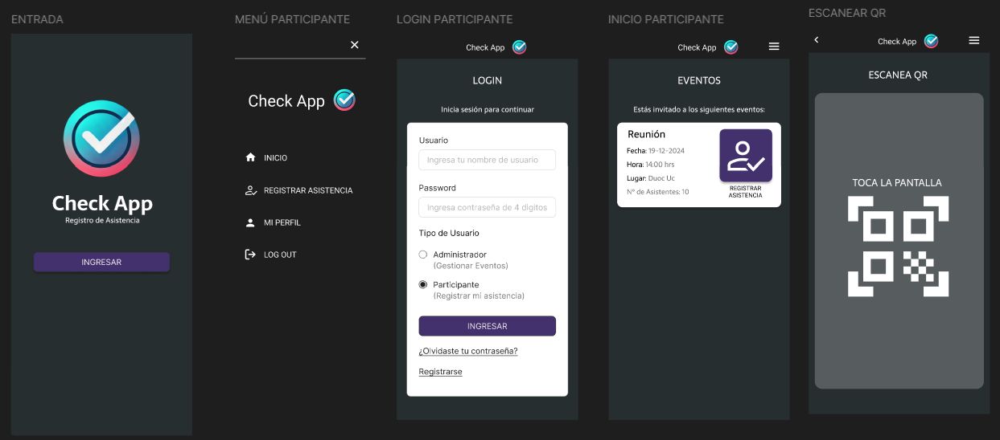 ENTRADA
Check App
Registro de Asistencia
INGRESAR
MENÚ PARTICIPANTE
Check App
INICIO
REGISTRAR ASISTENCIA
MI PERFIL
LOG OUT
LOGIN PARTICIPANTE
Check App
LOGIN
Inicia sesión para continuar
Usuario
Ingresa tu nombre de usuario
Password
Ingresa contraseña de 4 digitos
Tipo de Usuario
Administrador
(Gestionar Eventos)
Participante
(Registrar mi asistencia)
INGRESAR
¿Olvidaste tu contraseña?
Registrarse
INICIO PARTICIPANTE
Check App
EVENTOS
Estás invitado a los siguientes eventos:
Reunión
Fecha: 19-12-2024
Hora: 14:00 hrs
Lugar: Duoc Uc
N° de Asistentes: 10
REGISTRAR
ASISTENCIA
ESCANEAR QR
Check App
ESCANEA QR
TOCA LA PANTALLA